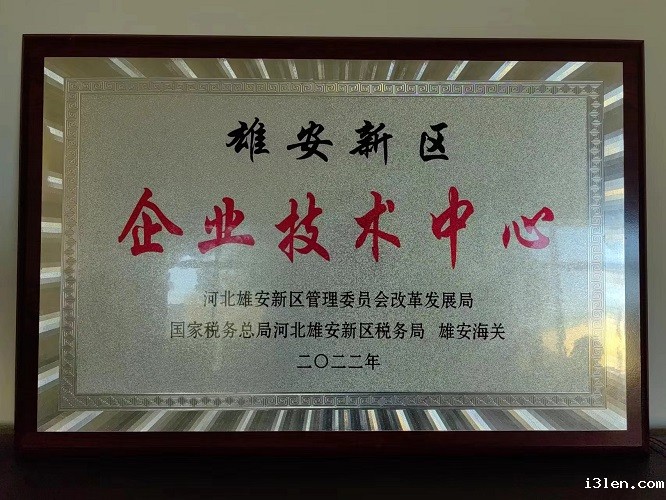 雄安新区
企业技术中心
河北雄安新区管理委员会改革发展局
国家税务总局河北雄安新区税务局 雄安海关
二〇二二年
i3len.com